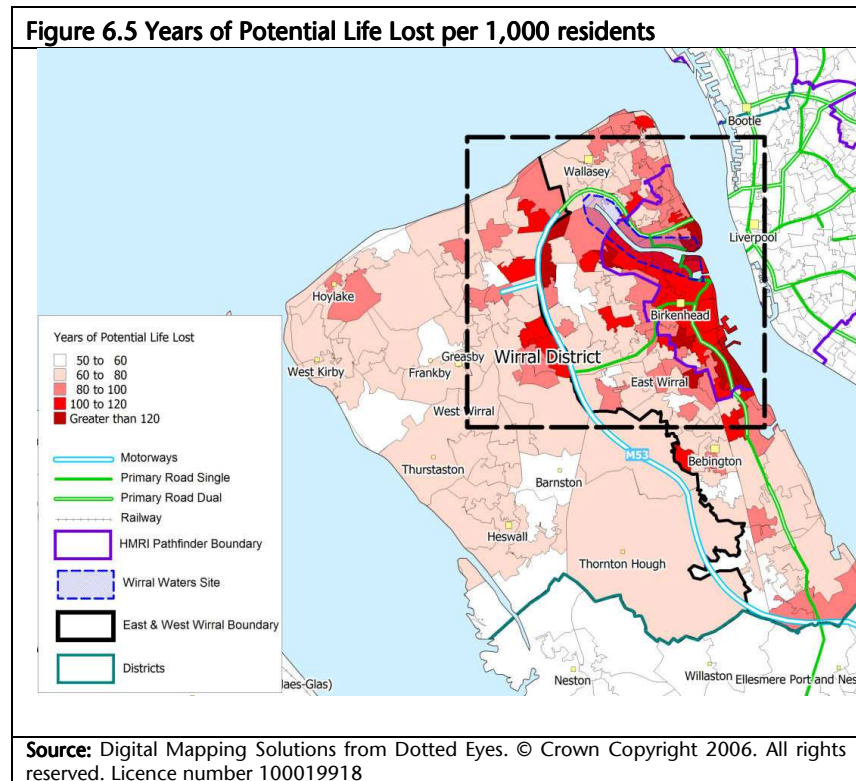 Figure 6.5 Years of Potential Life Lost per 1,000 residents
Bootle
Wallasey
Liverpool
Hoylake
Birkenhead
Greasby
Wirral District
West Kirby
Frankby
East Wirral
West Wirral
M53
Bebington
Thurstaston
Barnston
Heswall
Thornton Hough
Neston
Willaston
Ellesmere Port and Nes
laes-Glas)
Years of Potential Life Lost
50 to 60
60 to 80
80 to 100
100 to 120
Greater than 120
Motorways
Primary Road Single
Primary Road Dual
Railway
HMRI Pathfinder Boundary
Wirral Waters Site
East & West Wirral Boundary
Districts
Source: Digital Mapping Solutions from Dotted Eyes. © Crown Copyright 2006. All rights
reserved. Licence number 100019918